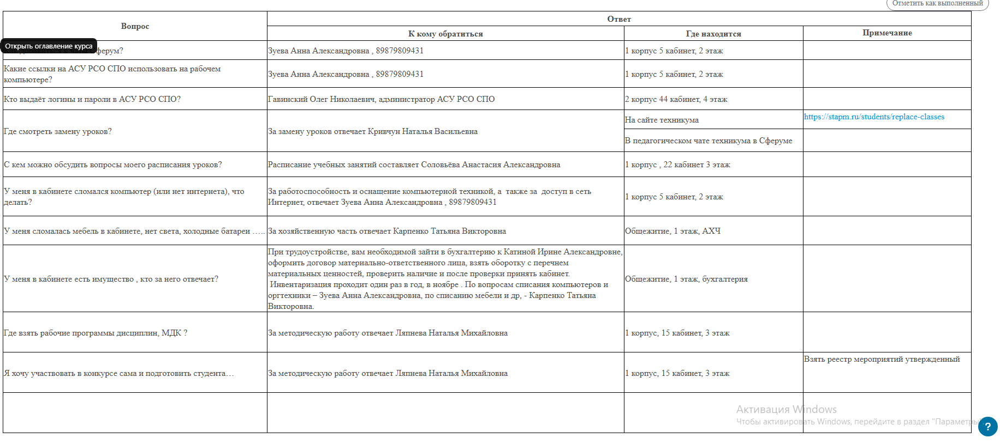 Отметить как выполненный
Вопрос
Ответ
К кому обратиться
Где находится
Примечание
Открыть оглавление курса
Сферум?
Зуева Анна Александровна , 89879809431
1 корпус 5 кабинет, 2 этаж
Какие ссылки на АСУ РСО СПО использовать на рабочем
компьютере?
Зуева Анна Александровна , 89879809431
1 корпус 5 кабинет, 2 этаж
Кто выдаёт логины и пароли в АСУ РСО СПО?
Гавинский Олег Николаевич, администратор АСУ РСО СПО
2 корпус 44 кабинет, 4 этаж
Где смотреть замену уроков?
За замену уроков отвечает Кривчун Наталья Васильевна
На сайте техникума
https://stapm.ru/students/replace-classes
В педагогическом чате техникума в Сферуме
С кем можно обсудить вопросы моего расписания уроков?
Расписание учебных занятий составляет Соловьёва Анастасия Александровна
1 корпус , 22 кабинет 3 этаж
У меня в кабинете сломался компьютер (или нет интернета), что
делать?
За работоспособность и оснащение компьютерной техникой, а также за доступ в сеть
Интернет, отвечает Зуева Анна Александровна , 89879809431
1 корпус 5 кабинет, 2 этаж
У меня сломалась мебель в кабинете, нет света, холодные батареи …..
За хозяйственную часть отвечает Карпенко Татьяна Викторовна
Общежитие, 1 этаж, АХЧ
У меня в кабинете есть имущество , кто за него отвечает?
При трудоустройстве, вам необходимой зайти в бухгалтерию к Катиной Ирине Александровне,
оформить договор материально-ответственного лица, взять оборотку с перечнем
материальных ценностей, проверить наличие и после проверки принять кабинет.
Инвентаризация проходит один раз в год, в ноябре . По вопросам списания компьютеров и
оргтехники – Зуева Анна Александровна, по списанию мебели и др, - Карпенко Татьяна
Викторовна.
Общежитие, 1 этаж, бухгалтерия
Где взять рабочие программы дисциплин, МДК ?
За методическую работу отвечает Ляпнева Наталья Михайловна
1 корпус, 15 кабинет, 3 этаж
Я хочу участвовать в конкурсе сама и подготовить студента…
За методическую работу отвечает Ляпнева Наталья Михайловна
1 корпус, 15 кабинет, 3 этаж
Взять реестр мероприятий утвержденный
Активация Windows
Чтобы активировать Windows, перейдите в раздел "Параметры".
?